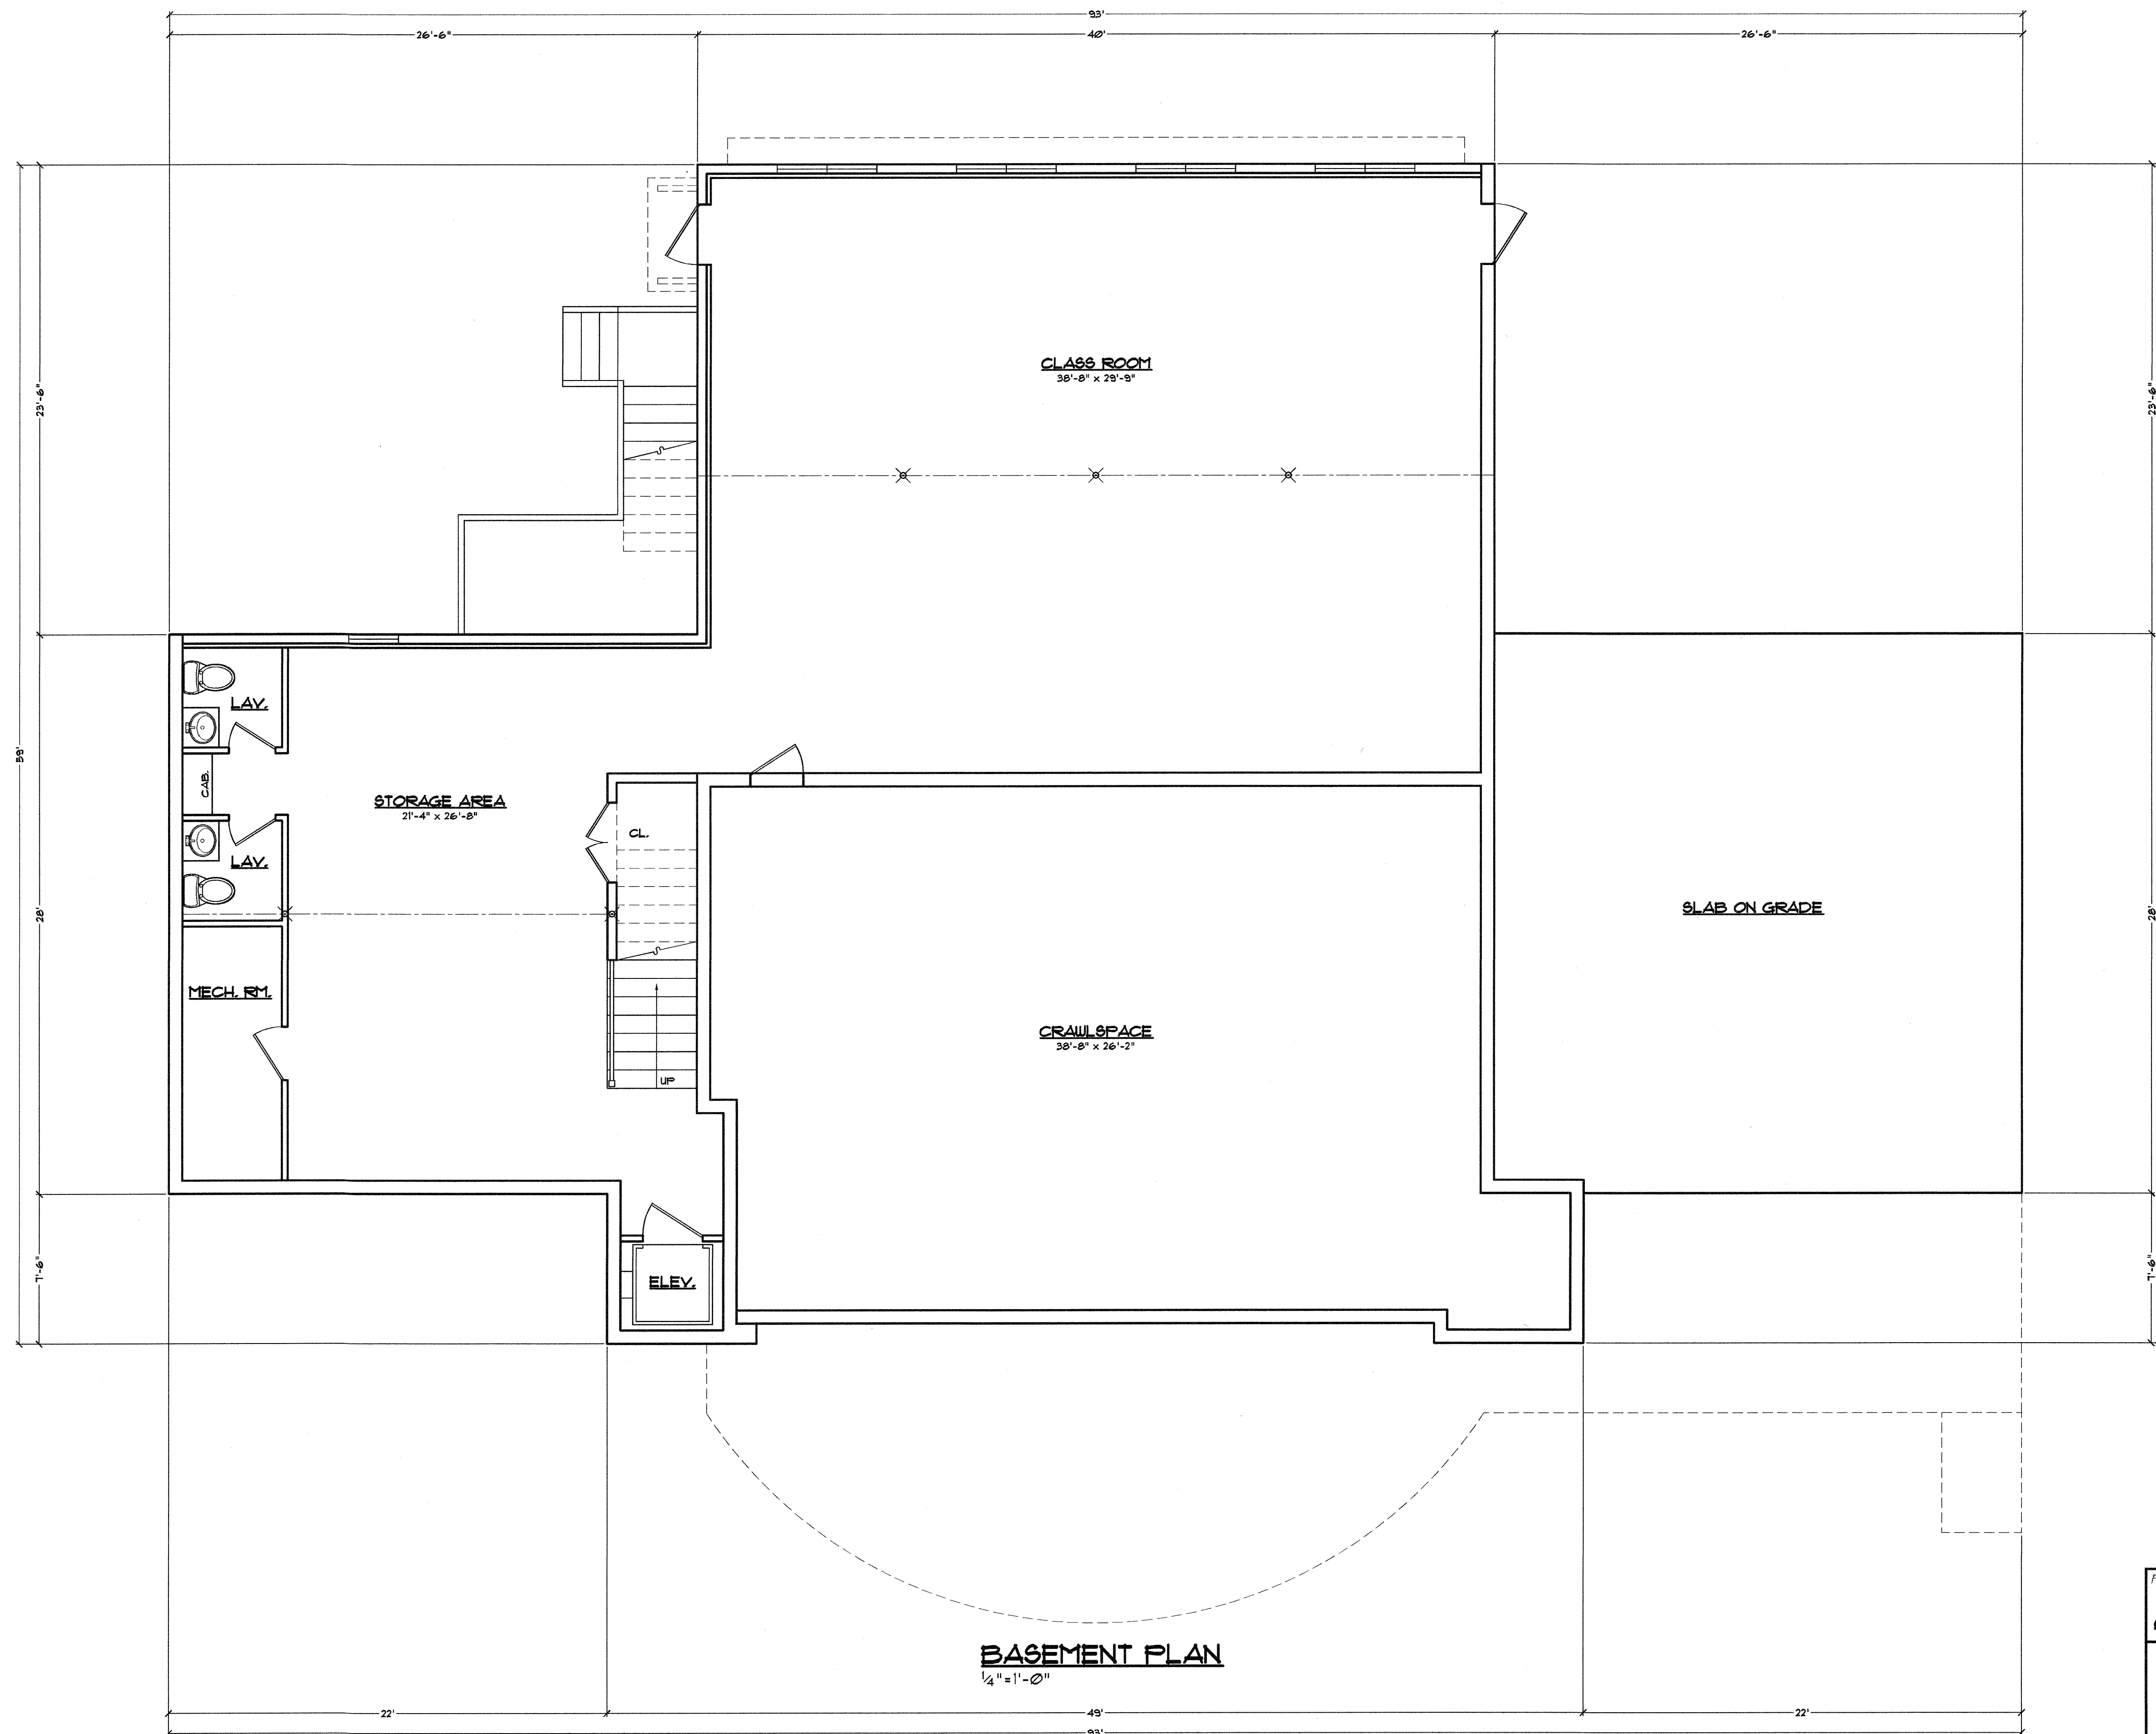 93'
26'-6"
40'
26'-6"
CLASS ROOM
38'-8" x 29'-9"
23'-6"
23'-6"
59'
LAV.
CAB.
STORAGE AREA
21'-4" x 26'-8"
CL.
LAV.
28'
SLAB ON GRADE
28'
MECH. RM.
CRAWLSPACE
38'-8" x 26'-2"
UP
7'-6"
ELEV.
7'-6"
BASEMENT PLAN
1/4"=1'-0"
22'
49'
22'
93'